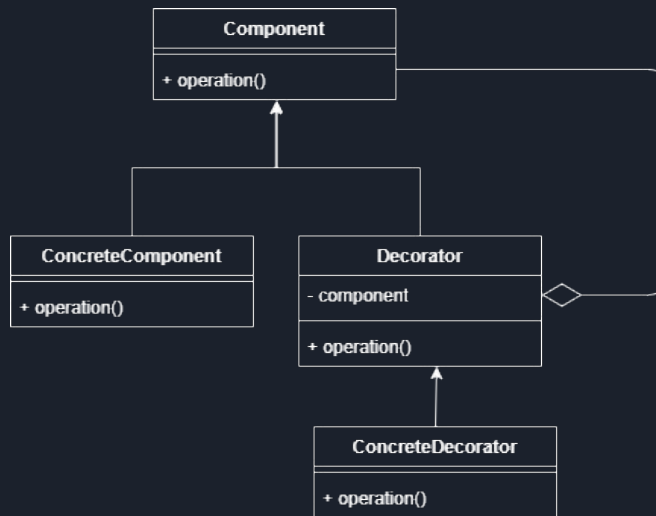 Component
+ operation()
ConcreteComponent
+ operation()
Decorator
- component
+ operation()
ConcreteDecorator
+ operation()